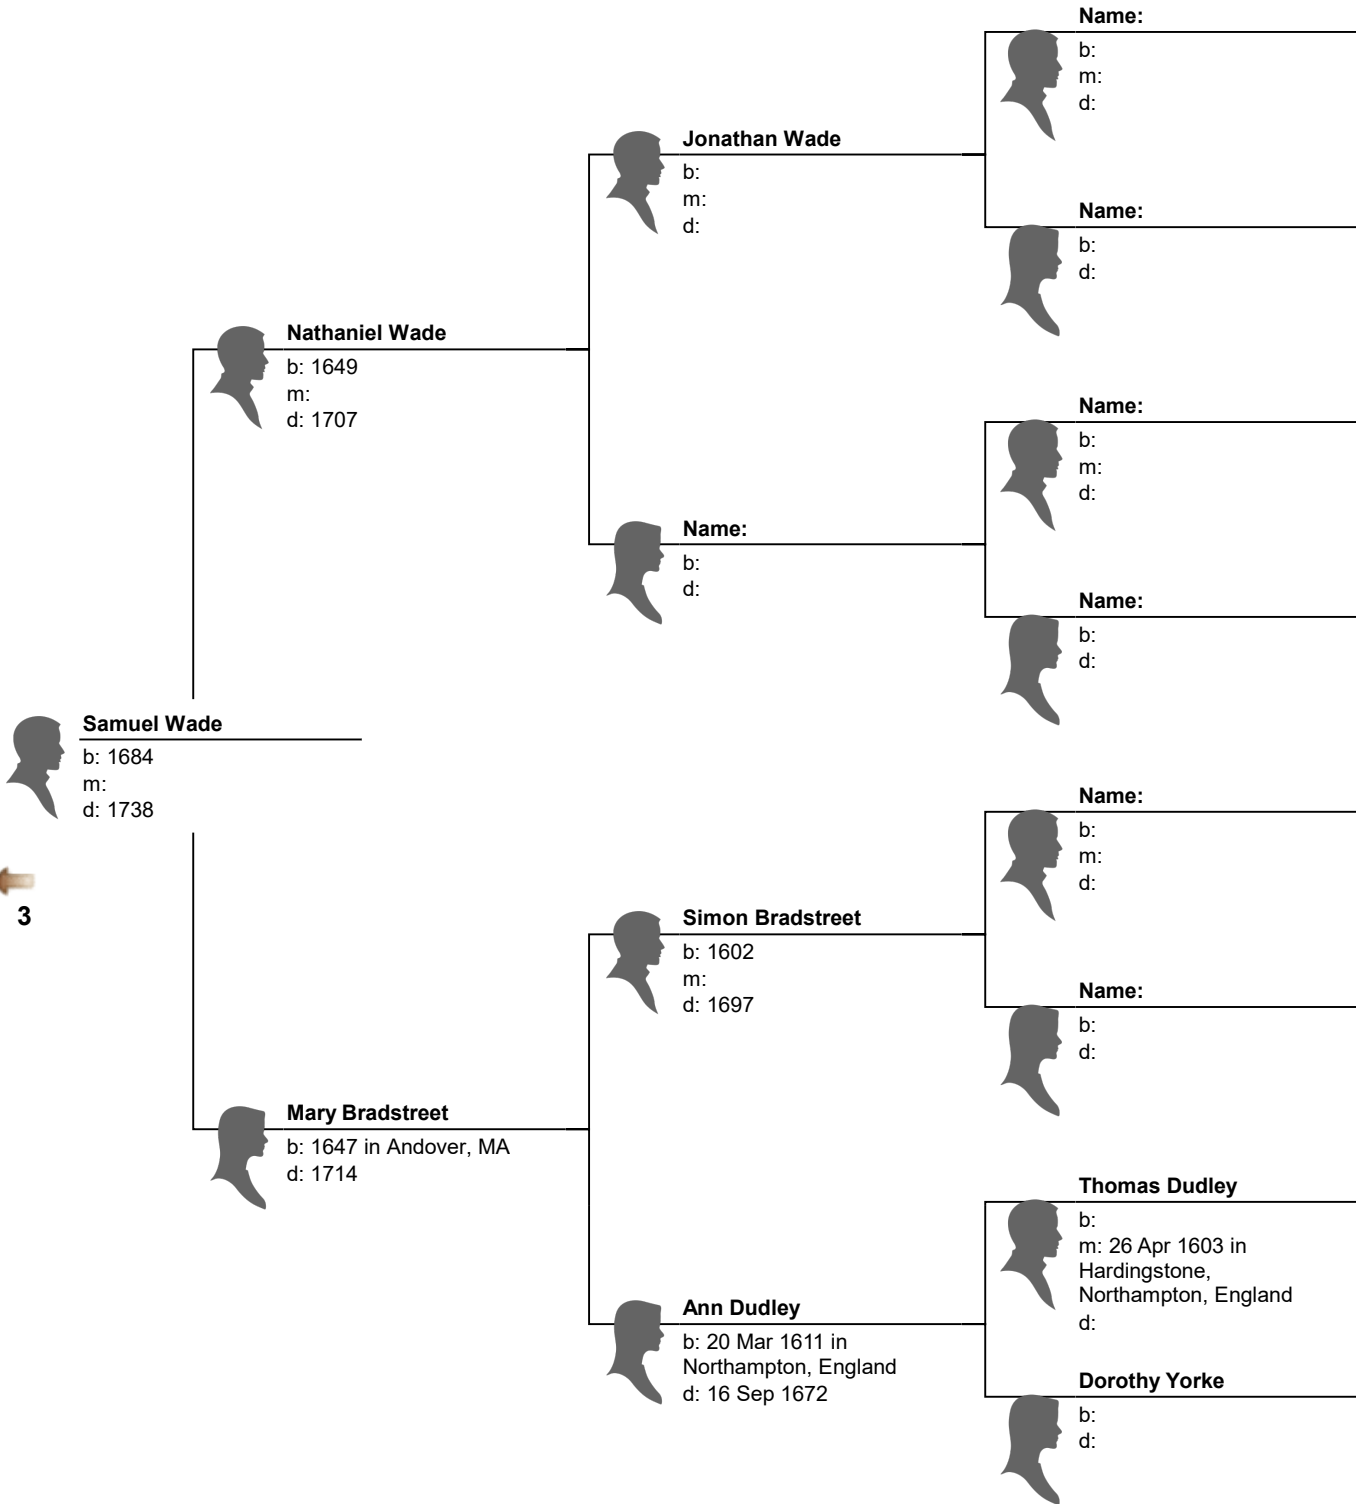 Name:
b:
m:
d:
Jonathan Wade
b:
m:
d:
Name:
b:
d:
Nathaniel Wade
b: 1649
m:
d: 1707
Name:
b:
m:
d:
Name:
b:
d:
Name:
b:
d:
Samuel Wade
b: 1684
m:
d: 1738
3
Name:
b:
m:
d:
Simon Bradstreet
b: 1602
m:
d: 1697
Name:
b:
d:
Mary Bradstreet
b: 1647 in Andover, MA
d: 1714
Thomas Dudley
b:
m: 26 Apr 1603 in
Hardingstone,
Northampton, England
d:
Ann Dudley
b: 20 Mar 1611 in
Northampton, England
d: 16 Sep 1672
Dorothy Yorke
b:
d: